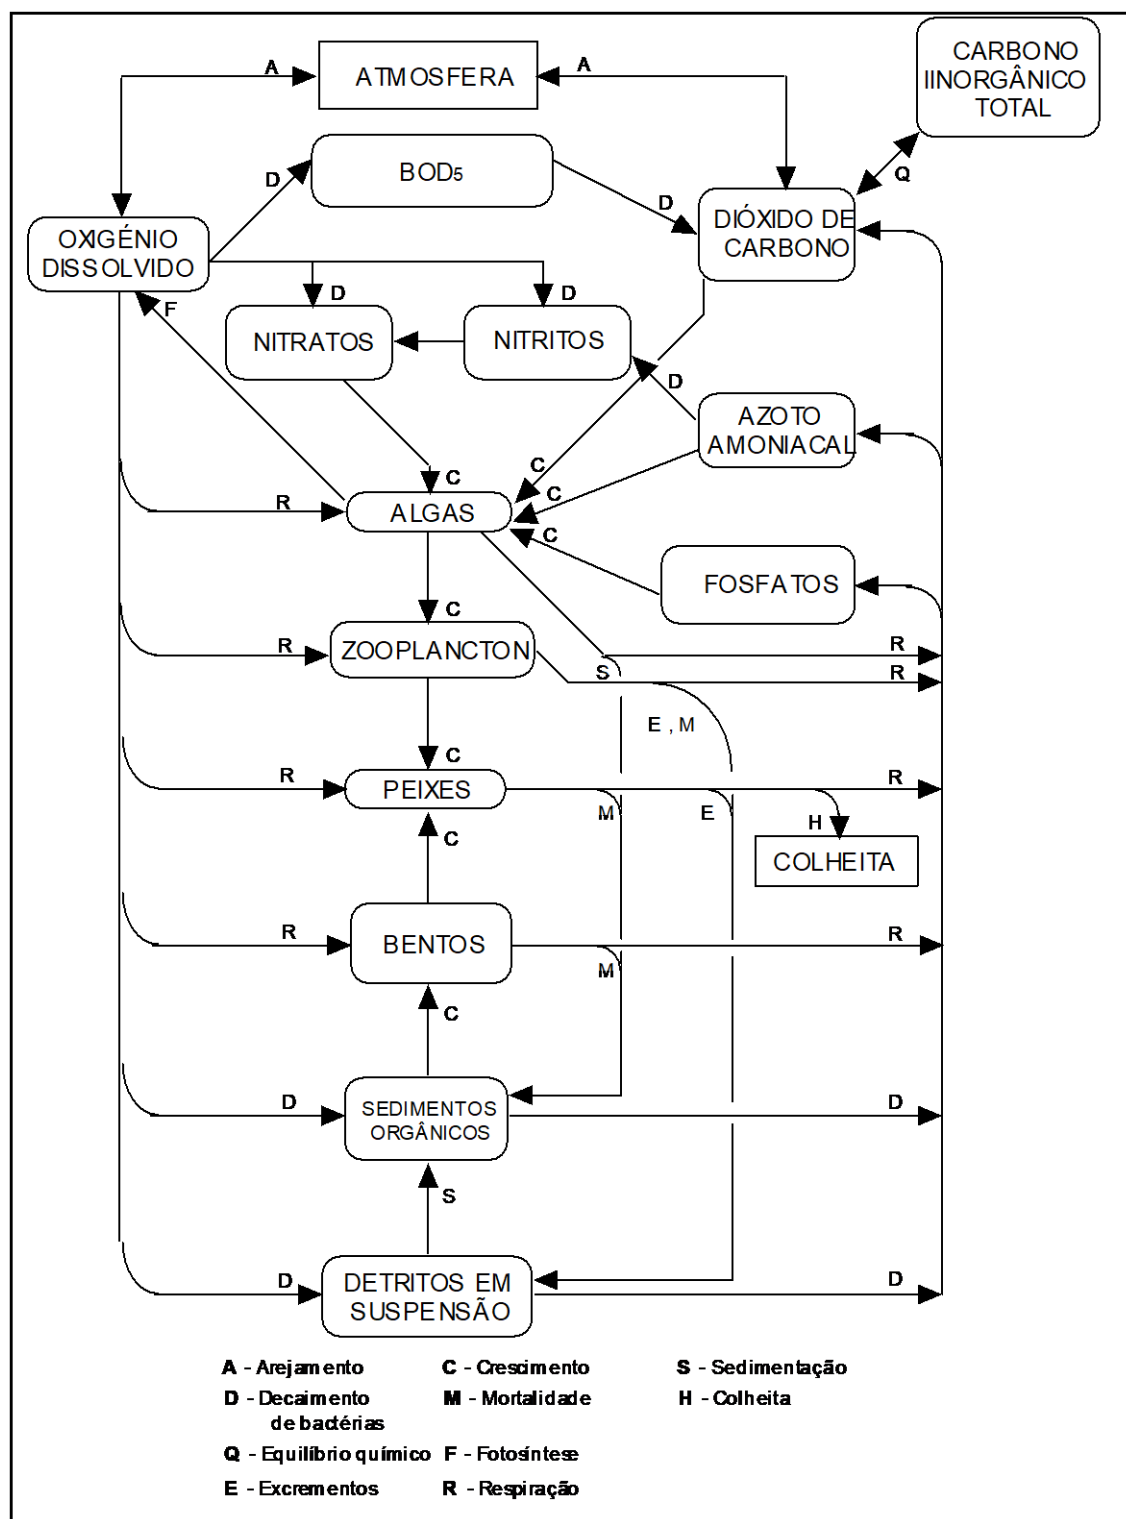 CARBONO
IINORGÂNICO
TOTAL
A
ATMOSFERA
A
BOD5
D
D
Q
OXIGÉNIO
DISSOLVIDO
DIÓXIDO DE
CARBONO
F
D
D
NITRATOS
NITRITOS
D
AZOTO
AMONIACAL
C
C
C
R
ALGAS
C
FOSFATOS
C
R
ZOOPLANCTON
S
R
R
E , M
C
R
PEIXES
R
M
E
H
C
COLHEITA
R
BENTOS
R
M
C
D
SEDIMENTOS
ORGÂNICOS
D
S
D
DETRITOS EM
SUSPENSÃO
D
A - Arejamento
C - Crescimento
S - Sedimentação
D - Decaimento
de bactérias
M - Mortalidade
H - Colheita
Q - Equilíbrio químico
F - Fotosíntese
E - Excrementos
R - Respiração